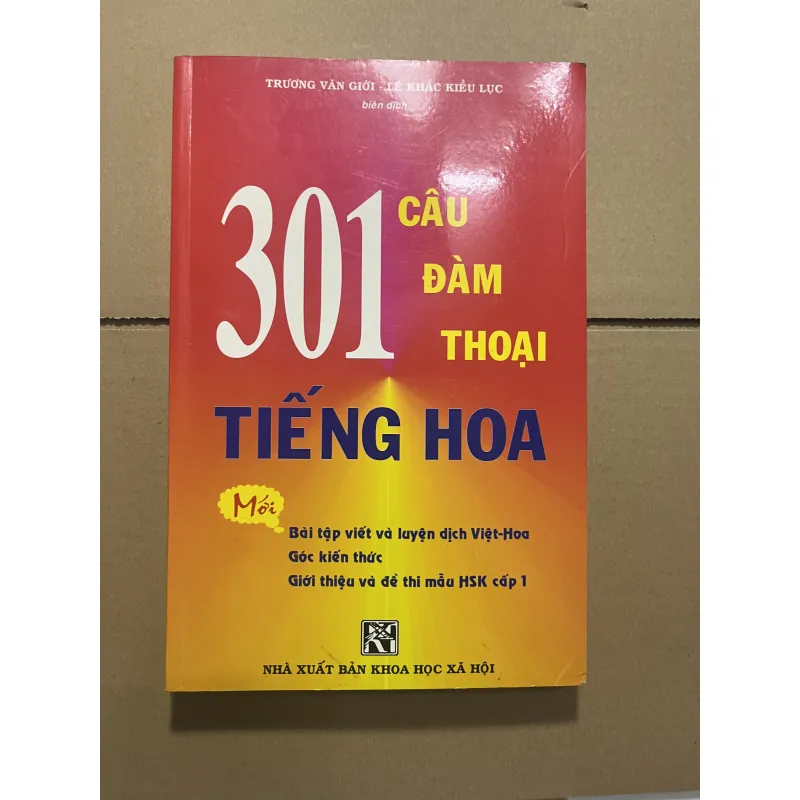 TRƯƠNG VĂN GIỚI - LÊ KHẮC KIỀU LỤC
biên dịch
301 CÂU
ĐÀM
THOẠI
TIẾNG HOA
Mới
Bài tập viết và luyện dịch Việt-Hoa
Góc kiến thức
Giới thiệu và đề thi mẫu HSK cấp 1
NHÀ XUẤT BẢN KHOA HỌC XÃ HỘI